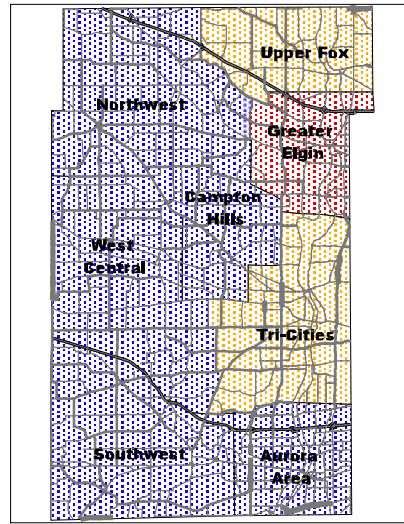 Upper Fox
Northwest
Greater
Elgin
Campton
Hills
West
Central
Tri-Cities
Southwest
Aurora
Area